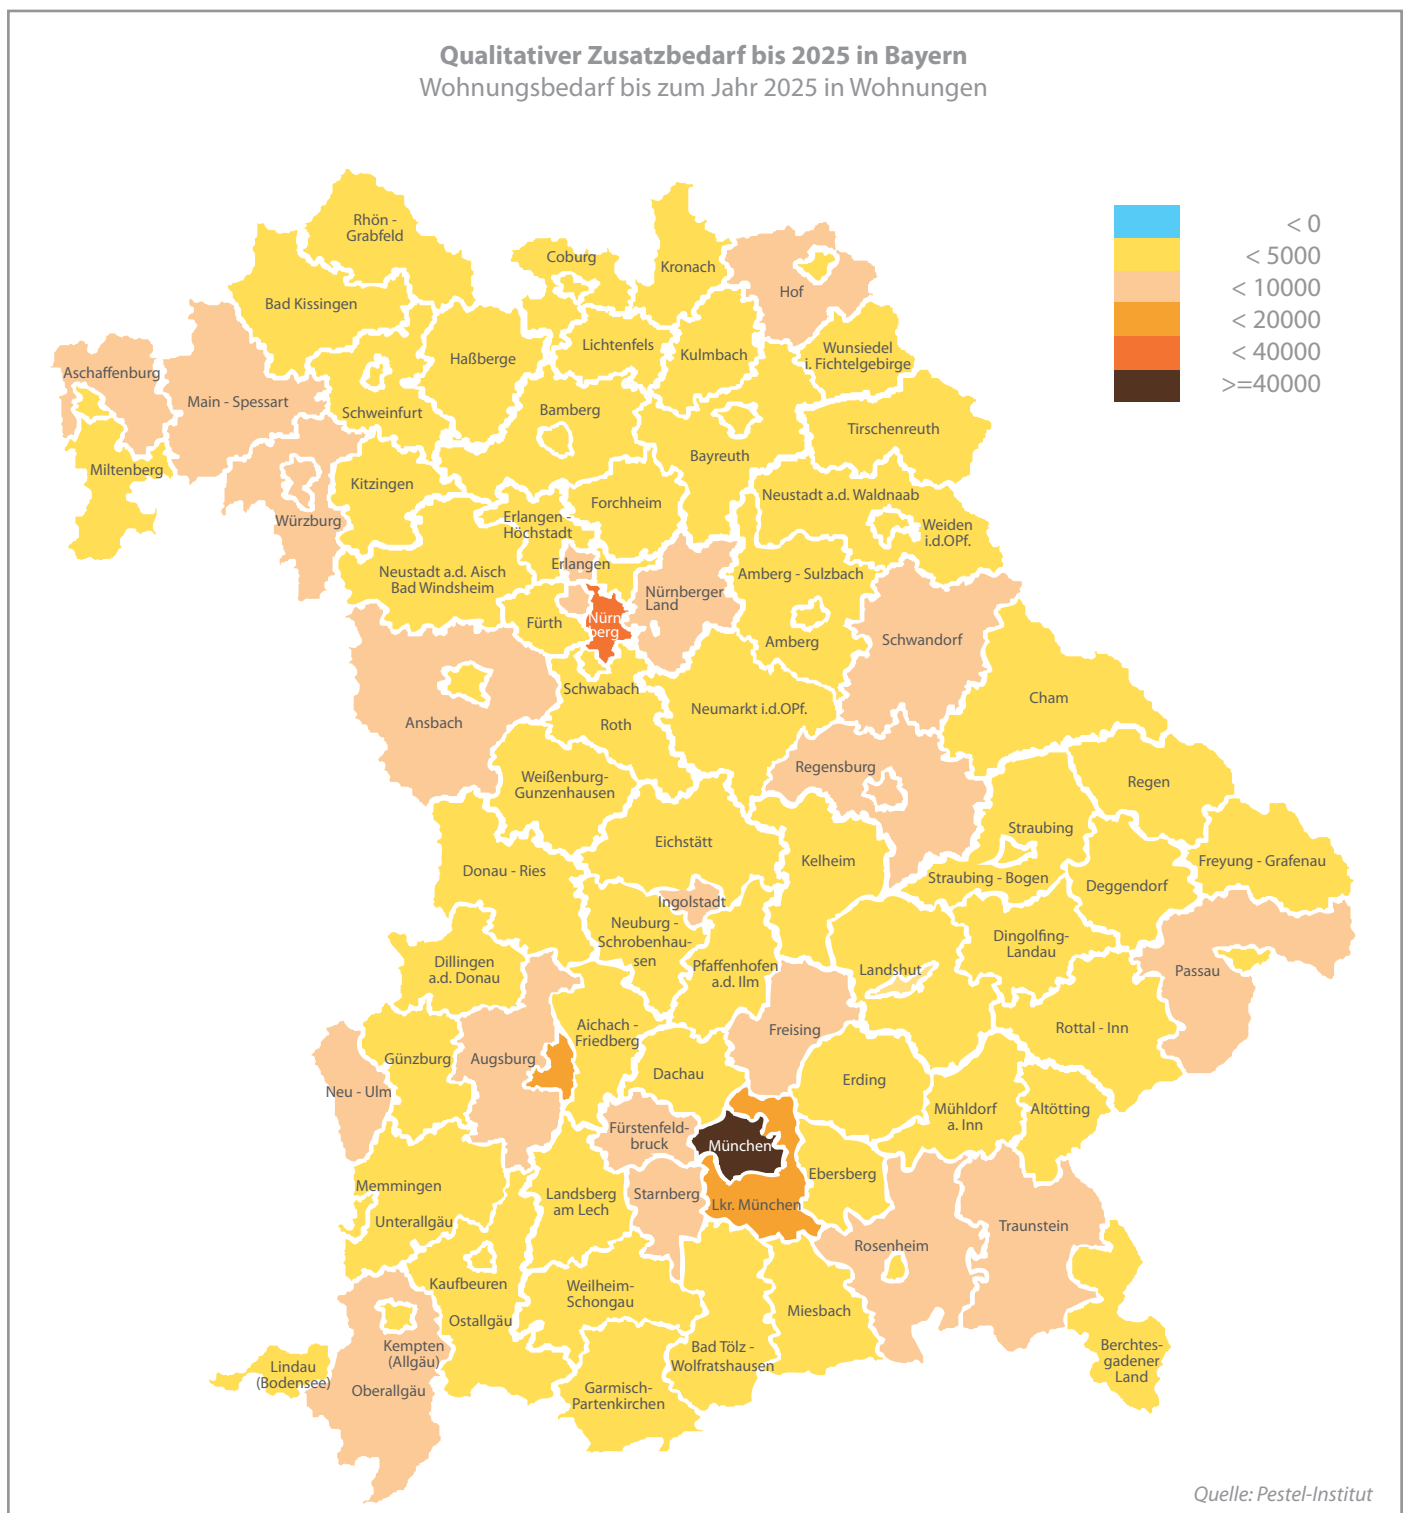 Qualitativer Zusatzbedarf bis 2025 in Bayern
Wohnungsbedarf bis zum Jahr 2025 in Wohnungen
< 0
< 5000
< 10000
< 20000
< 40000
>=40000
Rhön -
Grabfeld
Coburg
Kronach
Hof
Bad Kissingen
Lichtenfels
Kulmbach
Wunsiedel
i. Fichtelgebirge
Haßberge
Aschaffenburg
Main - Spessart
Schweinfurt
Bamberg
Tirschenreuth
Bayreuth
Miltenberg
Kitzingen
Neustadt a.d. Waldnaab
Forchheim
Würzburg
Erlangen -
Höchstadt
Weiden
i.d.OPf.
Erlangen
Neustadt a.d. Aisch
Bad Windsheim
Amberg - Sulzbach
Nürnberger
Land
Fürth
Nürn
berg
Amberg
Schwandorf
Schwabach
Cham
Neumarkt i.d.OPf.
Ansbach
Roth
Regensburg
Weißenburg-
Gunzenhausen
Regen
Straubing
Eichstätt
Kelheim
Freyung - Grafenau
Donau - Ries
Straubing - Bogen
Deggendorf
Ingolstadt
Neuburg -
Schrobenhau-
sen
Dingolfing-
Landau
Dillingen
a.d. Donau
Pfaffenhofen
a.d. Ilm
Landshut
Passau
Aichach -
Friedberg
Freising
Rottal - Inn
Günzburg
Augsburg
Dachau
Erding
Neu - Ulm
Mühldorf
a. Inn
Altötting
Fürstenfeld-
bruck
München
Ebersberg
Memmingen
Landsberg
am Lech
Starnberg
Lkr. München
Unterallgäu
Traunstein
Rosenheim
Kaufbeuren
Weilheim-
Schongau
Miesbach
Ostallgäu
Kempten
(Allgäu)
Bad Tölz -
Wolfratshausen
Berchtes-
gadener
Land
Lindau
(Bodensee)
Oberallgäu
Garmisch-
Partenkirchen
Quelle: Pestel-Institut